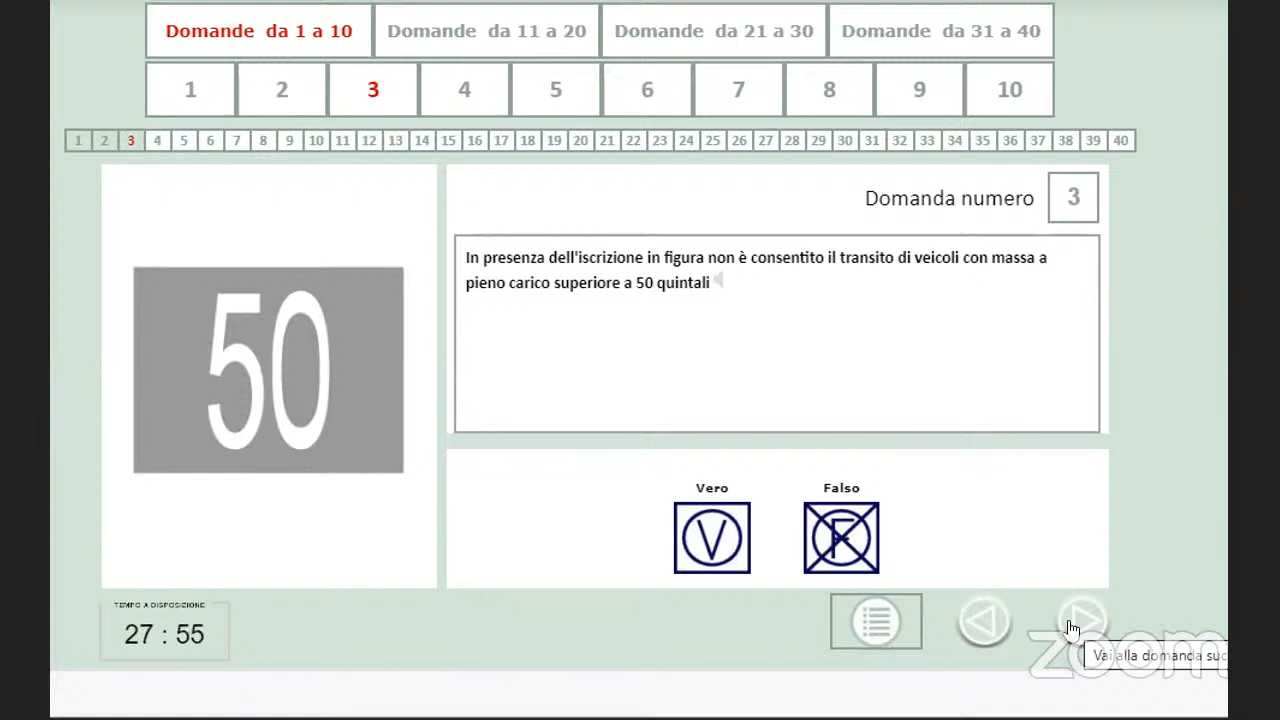 Domande da 1 a 10 Domande da 11 a 20 Domande da 21 a 30 Domande da 31 a 40
1 2 3 4 5 6 7 8 9 10
1 2 3 4 5 6 7 8 9 10 11 12 13 14 15 16 17 18 19 20 21 22 23 24 25 26 27 28 29 30 31 32 33 34 35 36 37 38 39 40
Domanda numero 3
In presenza dell'iscrizione in figura non è consentito il transito di veicoli con massa a
pieno carico superiore a 50 quintali
50
Vero Falso
V F
TEMPO A DISPOSIZIONE
27 : 55
zoom
Vai alla domanda suc